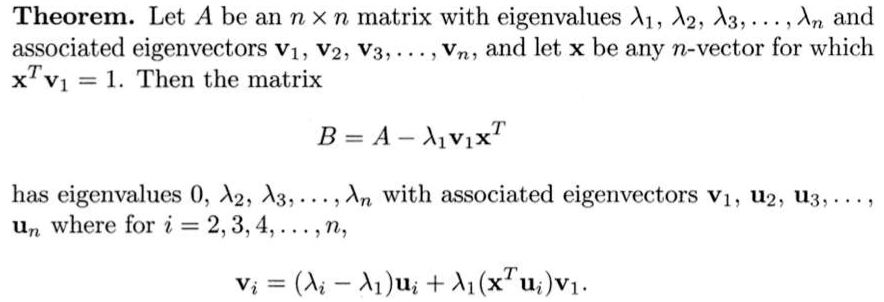 Theorem. Let A be an n × n matrix with eigenvalues λ₁, λ₂, λ₃, . . . , λₙ and
associated eigenvectors v₁, v₂, v₃, . . . , vₙ, and let x be any n-vector for which
xᵀv₁ = 1. Then the matrix
B = A − λ₁v₁xᵀ
has eigenvalues 0, λ₂, λ₃, . . . , λₙ with associated eigenvectors v₁, u₂, u₃, . . . ,
uₙ where for i = 2, 3, 4, . . . , n,
vᵢ = (λᵢ − λ₁)uᵢ + λ₁(xᵀuᵢ)v₁.